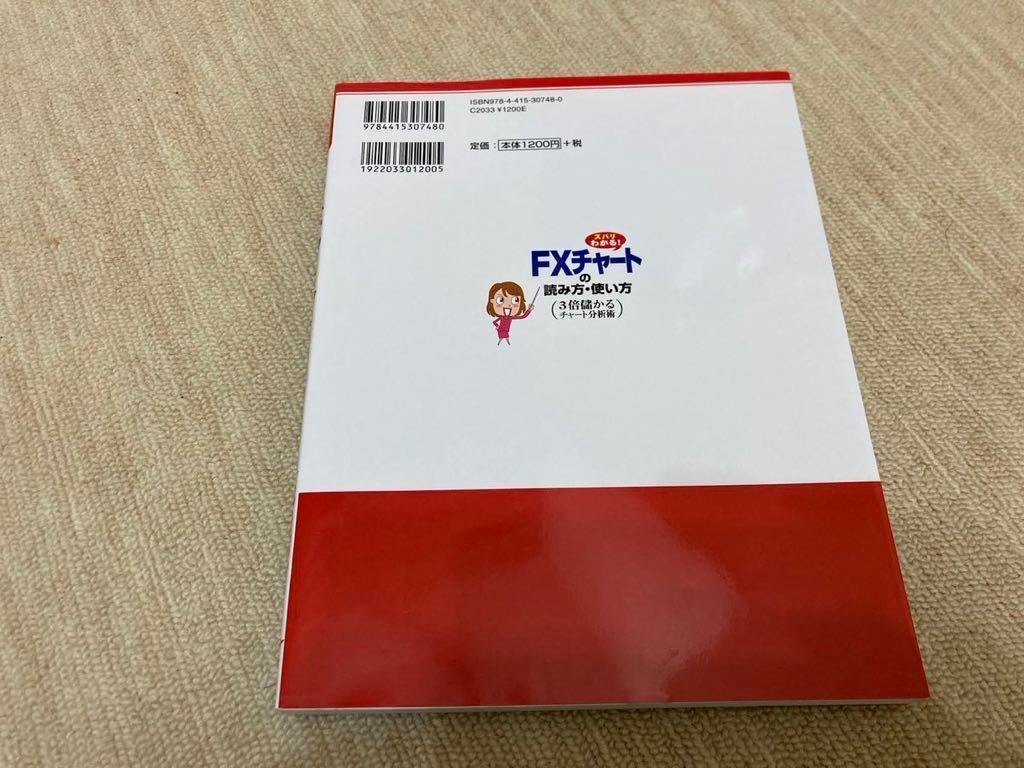 ISBN978-4-415-30748-0
C2033 ¥1200E
9784415307480
定価：本体1200円＋税
1922033012005
ズバリ
わかる！
FXチャート
の
読み方・使い方
（3倍儲かる
チャート分析術）